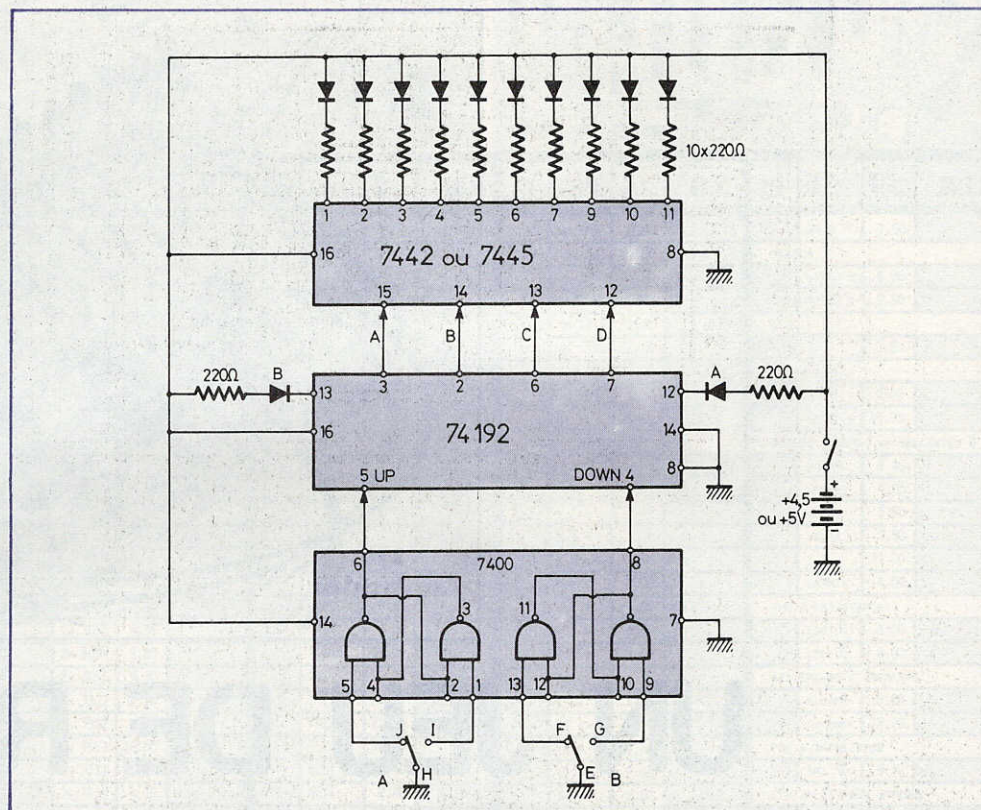 10x220Ω
1 2 3 4 5 6 7 9 10 11
16 7442 ou 7445 8
15 14 13 12
A B C D
220Ω B 3 2 6 7 A 220Ω
13 12
16 74192 14
8
5 UP DOWN 4
+
+4,5
ou +5V
-
6 7400 8
3 11
14 7
5 4 2 1 13 12 10 9
J I F G
A H E B